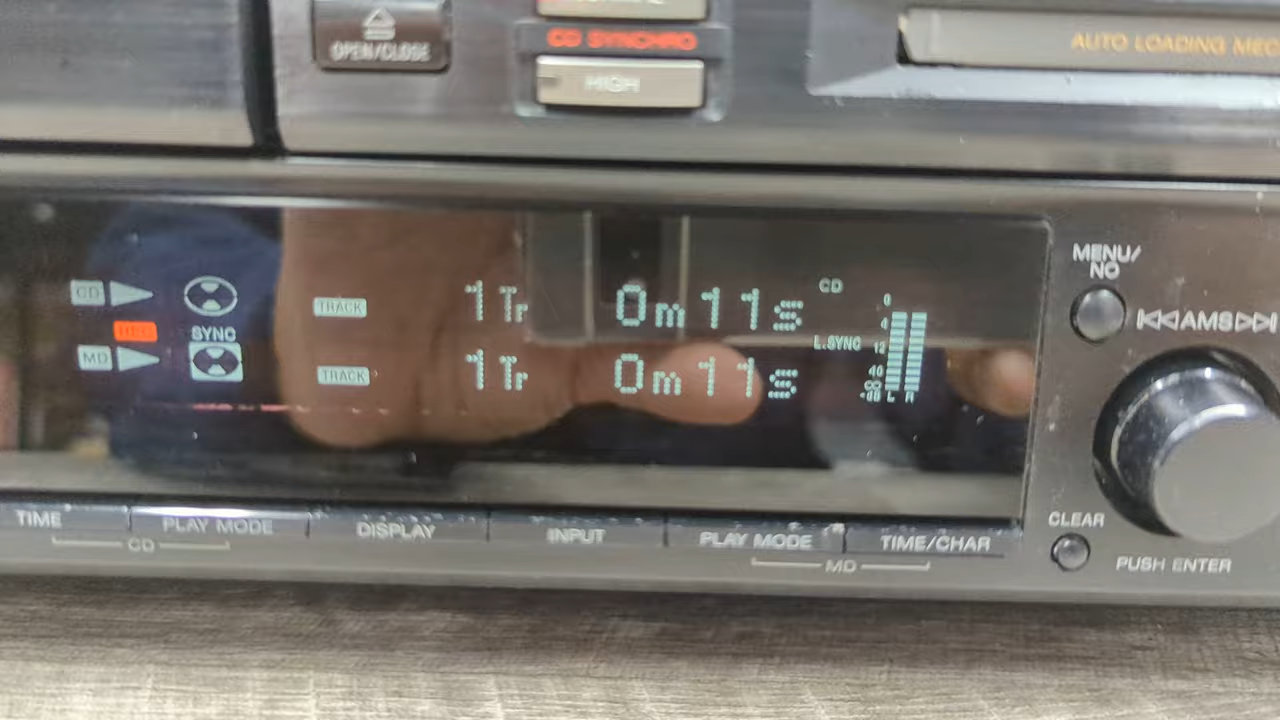 OPEN/CLOSE
CD SYNCHRO
HIGH
AUTO LOADING
MENU/
NO
CD
TRACK
1Tr 0m11s
CD
0
4
12
40
∞
-dB L R
L.SYNC
REC
SYNC
MD
TRACK
1Tr 0m11s
AMS
TIME
PLAY MODE
CD
DISPLAY
INPUT
PLAY MODE
TIME/CHAR
MD
CLEAR
PUSH ENTER